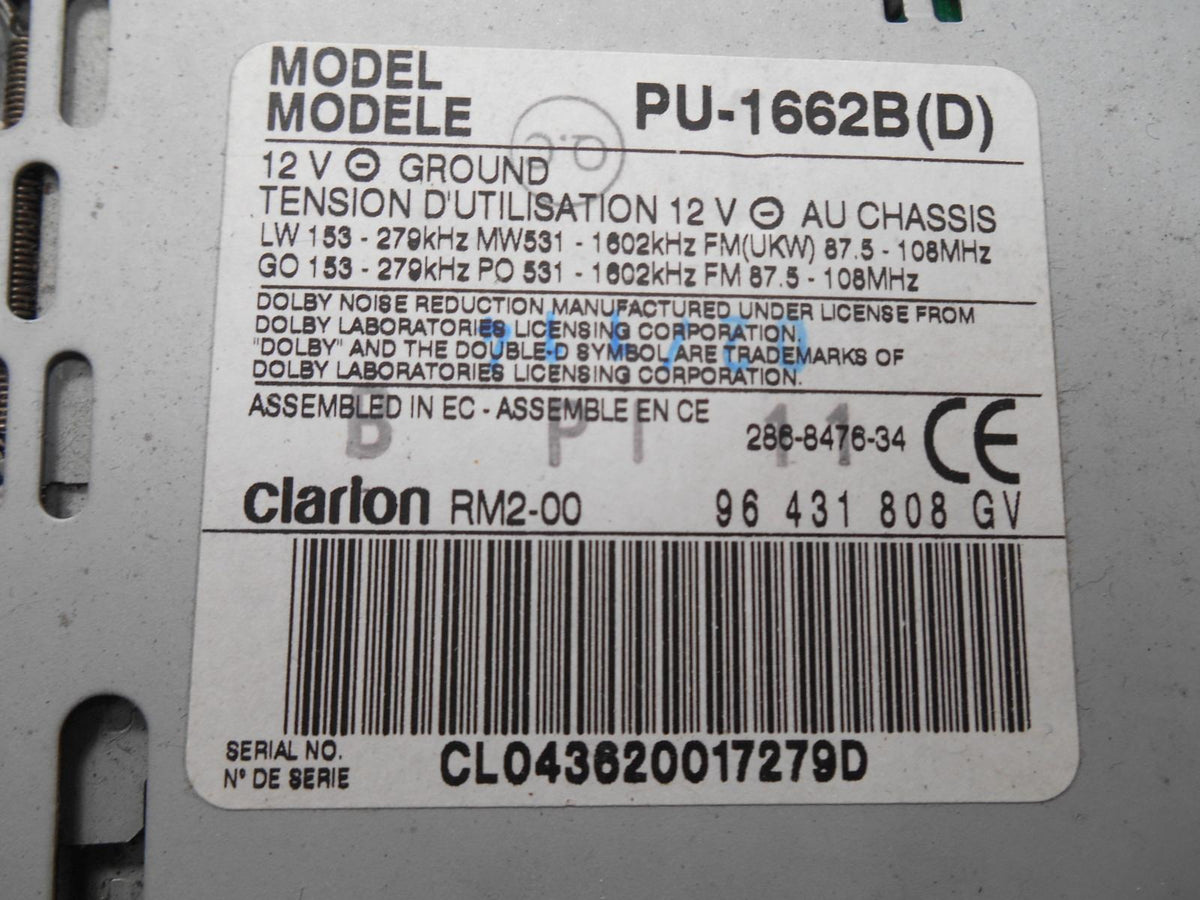 MODEL
MODELE
PU-1662B(D)
Q.C
12 V ⊖ GROUND
TENSION D'UTILISATION 12 V ⊖ AU CHASSIS
LW 153 - 279kHz MW531 - 1602kHz FM(UKW) 87.5 - 108MHz
GO 153 - 279kHz PO 531 - 1602kHz FM 87.5 - 108MHz
DOLBY NOISE REDUCTION MANUFACTURED UNDER LICENSE FROM
DOLBY LABORATORIES LICENSING CORPORATION.
"DOLBY" AND THE DOUBLE-D SYMBOL ARE TRADEMARKS OF
DOLBY LABORATORIES LICENSING CORPORATION.
ASSEMBLED IN EC - ASSEMBLE EN CE
B PI 11
286-8476-34 CE
Clarion RM2-00 96 431 808 GV
SERIAL NO.
N° DE SERIE
CL043620017279D